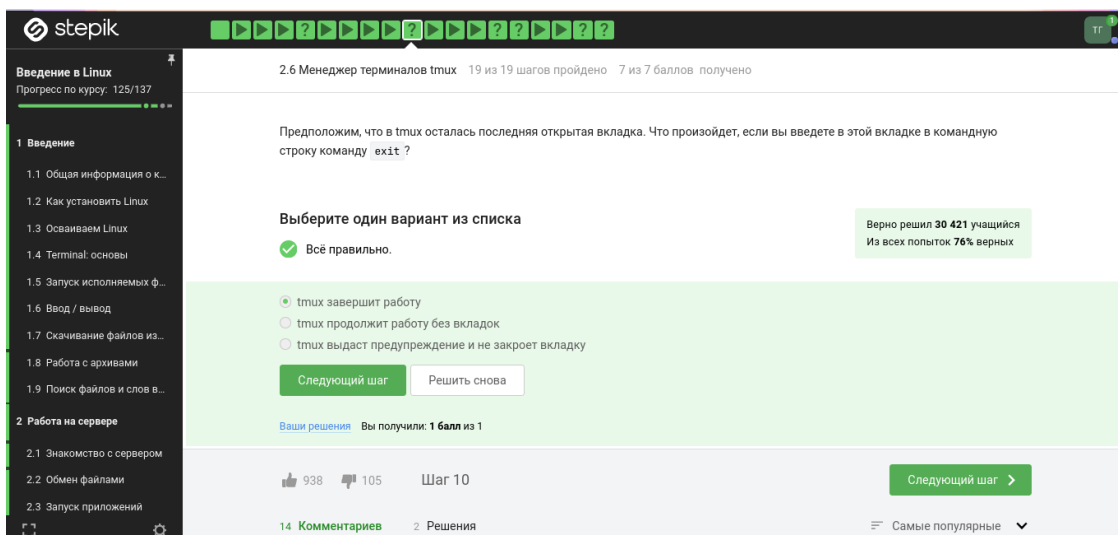 stepik
? ? ? ? ? ?
ТГ
1
Введение в Linux
Прогресс по курсу: 125/137
1 Введение
1.1 Общая информация о к...
1.2 Как установить Linux
1.3 Осваиваем Linux
1.4 Terminal: основы
1.5 Запуск исполняемых ф...
1.6 Ввод / вывод
1.7 Скачивание файлов из...
1.8 Работа с архивами
1.9 Поиск файлов и слов в...
2 Работа на сервере
2.1 Знакомство с сервером
2.2 Обмен файлами
2.3 Запуск приложений
2.6 Менеджер терминалов tmux 19 из 19 шагов пройдено 7 из 7 баллов получено
Предположим, что в tmux осталась последняя открытая вкладка. Что произойдет, если вы введете в этой вкладке в командную
строку команду exit ?
Выберите один вариант из списка
Всё правильно.
Верно решил 30 421 учащийся
Из всех попыток 76% верных
tmux завершит работу
tmux продолжит работу без вкладок
tmux выдаст предупреждение и не закроет вкладку
Следующий шаг Решить снова
Ваши решения Вы получили: 1 балл из 1
938 105 Шаг 10 Следующий шаг
14 Комментариев 2 Решения Самые популярные